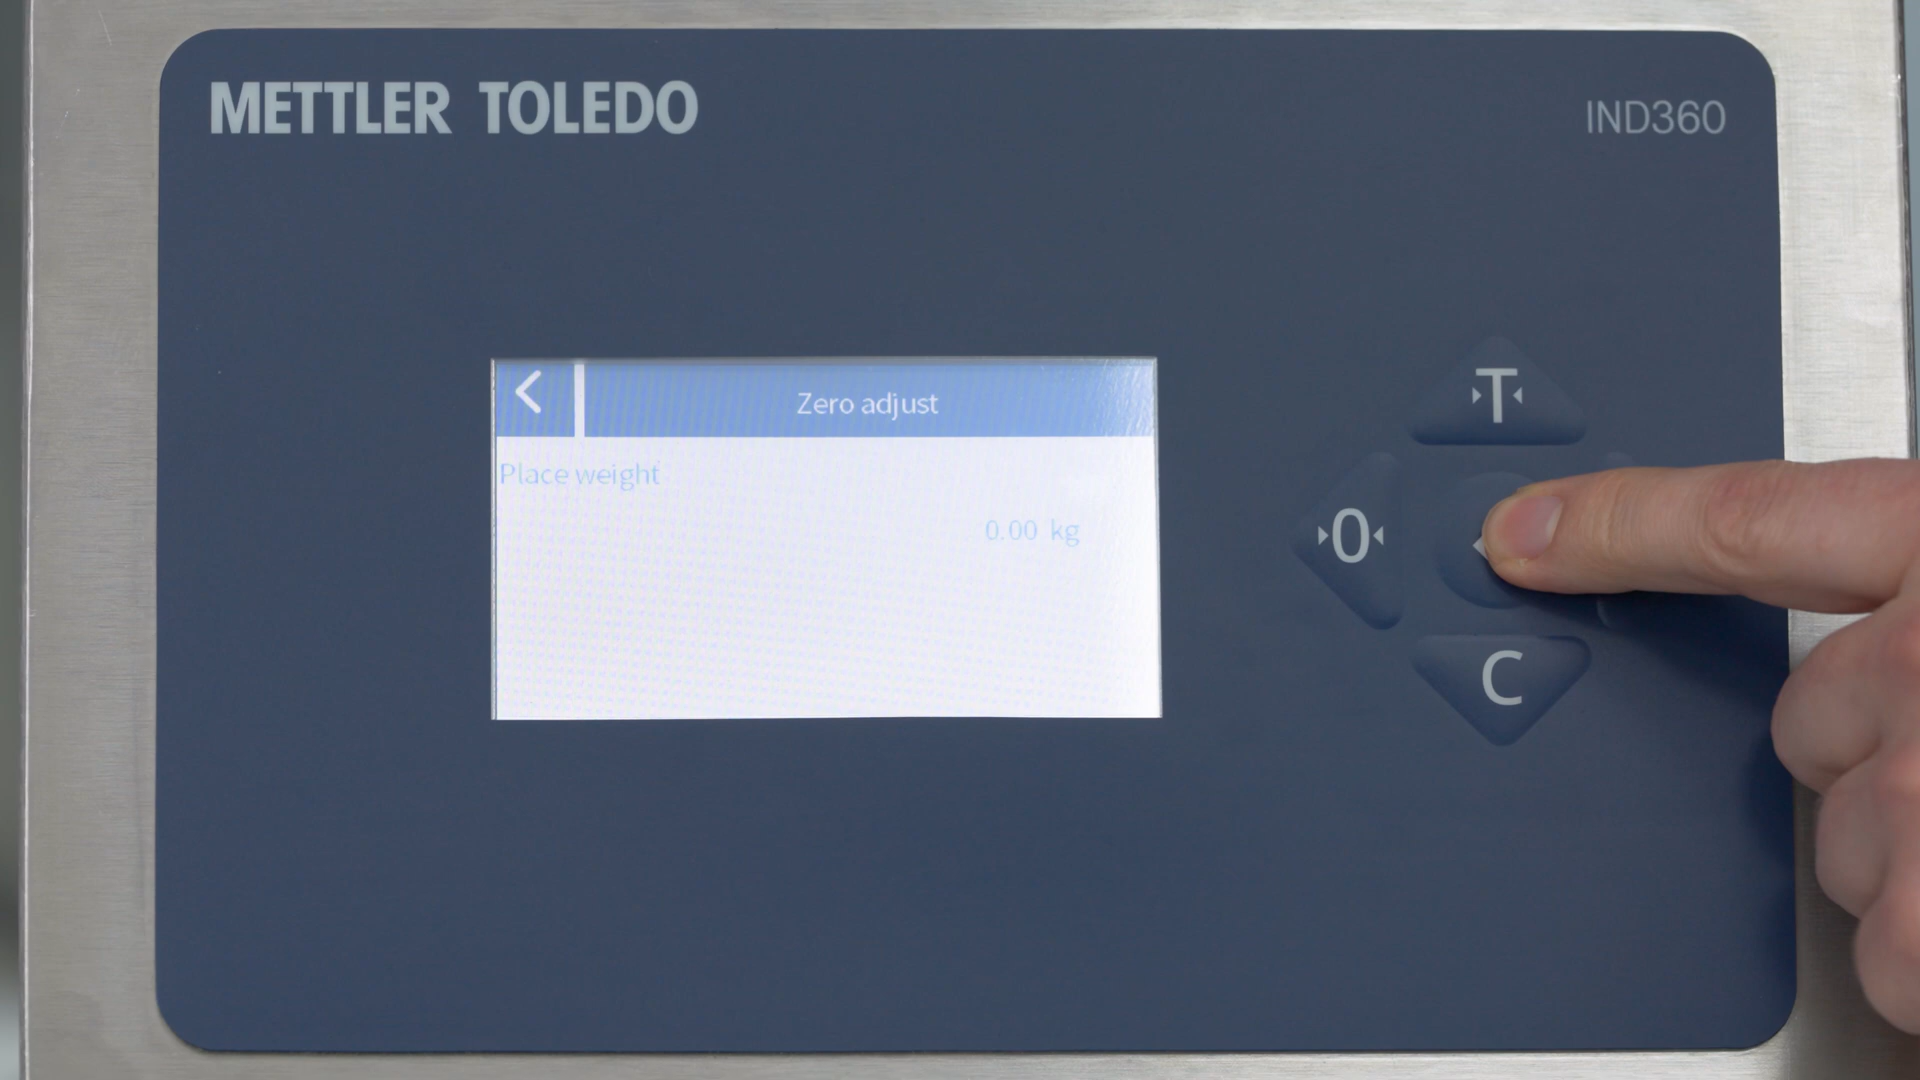 METTLER TOLEDO
IND360
Zero adjust
Place weight
0.00 kg
T
0
C